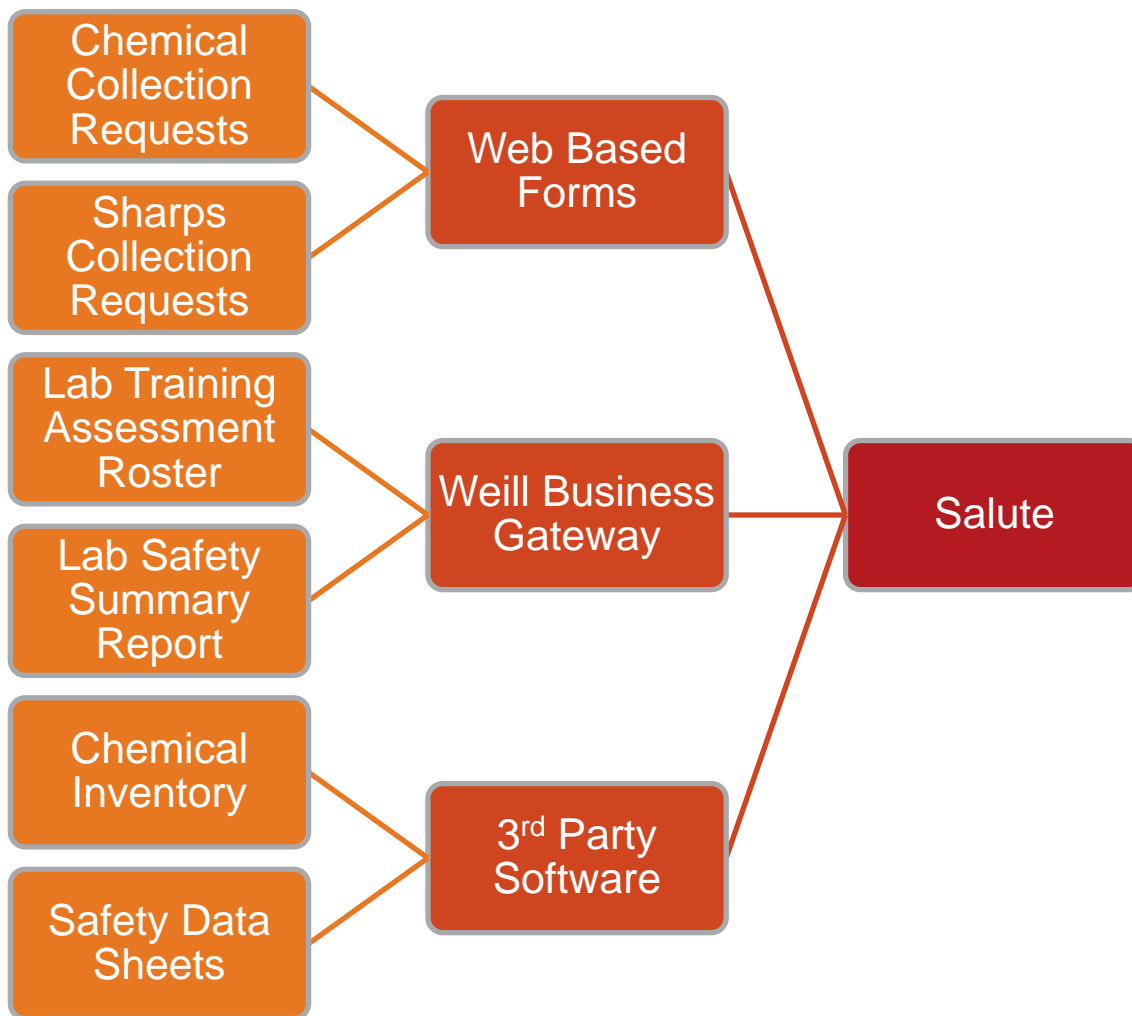 Chemical
Collection
Requests
Sharps
Collection
Requests
Lab Training
Assessment
Roster
Lab Safety
Summary
Report
Chemical
Inventory
Safety Data
Sheets
Web Based
Forms
Weill Business
Gateway
3rd Party
Software
Salute